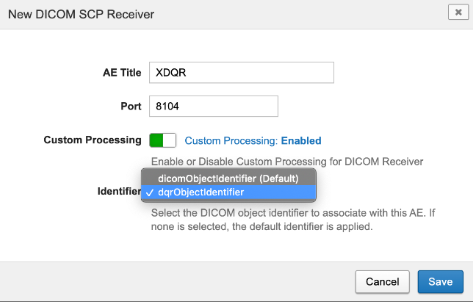 New DICOM SCP Receiver
AE Title XDQR
Port 8104
Custom Processing Custom Processing: Enabled
Enable or Disable Custom Processing for DICOM Receiver
dicomObjectIdentifier (Default)
Identifier ✓ dqrObjectIdentifier
Select the DICOM object identifier to associate with this AE. If
none is selected, the default identifier is applied.
Cancel Save